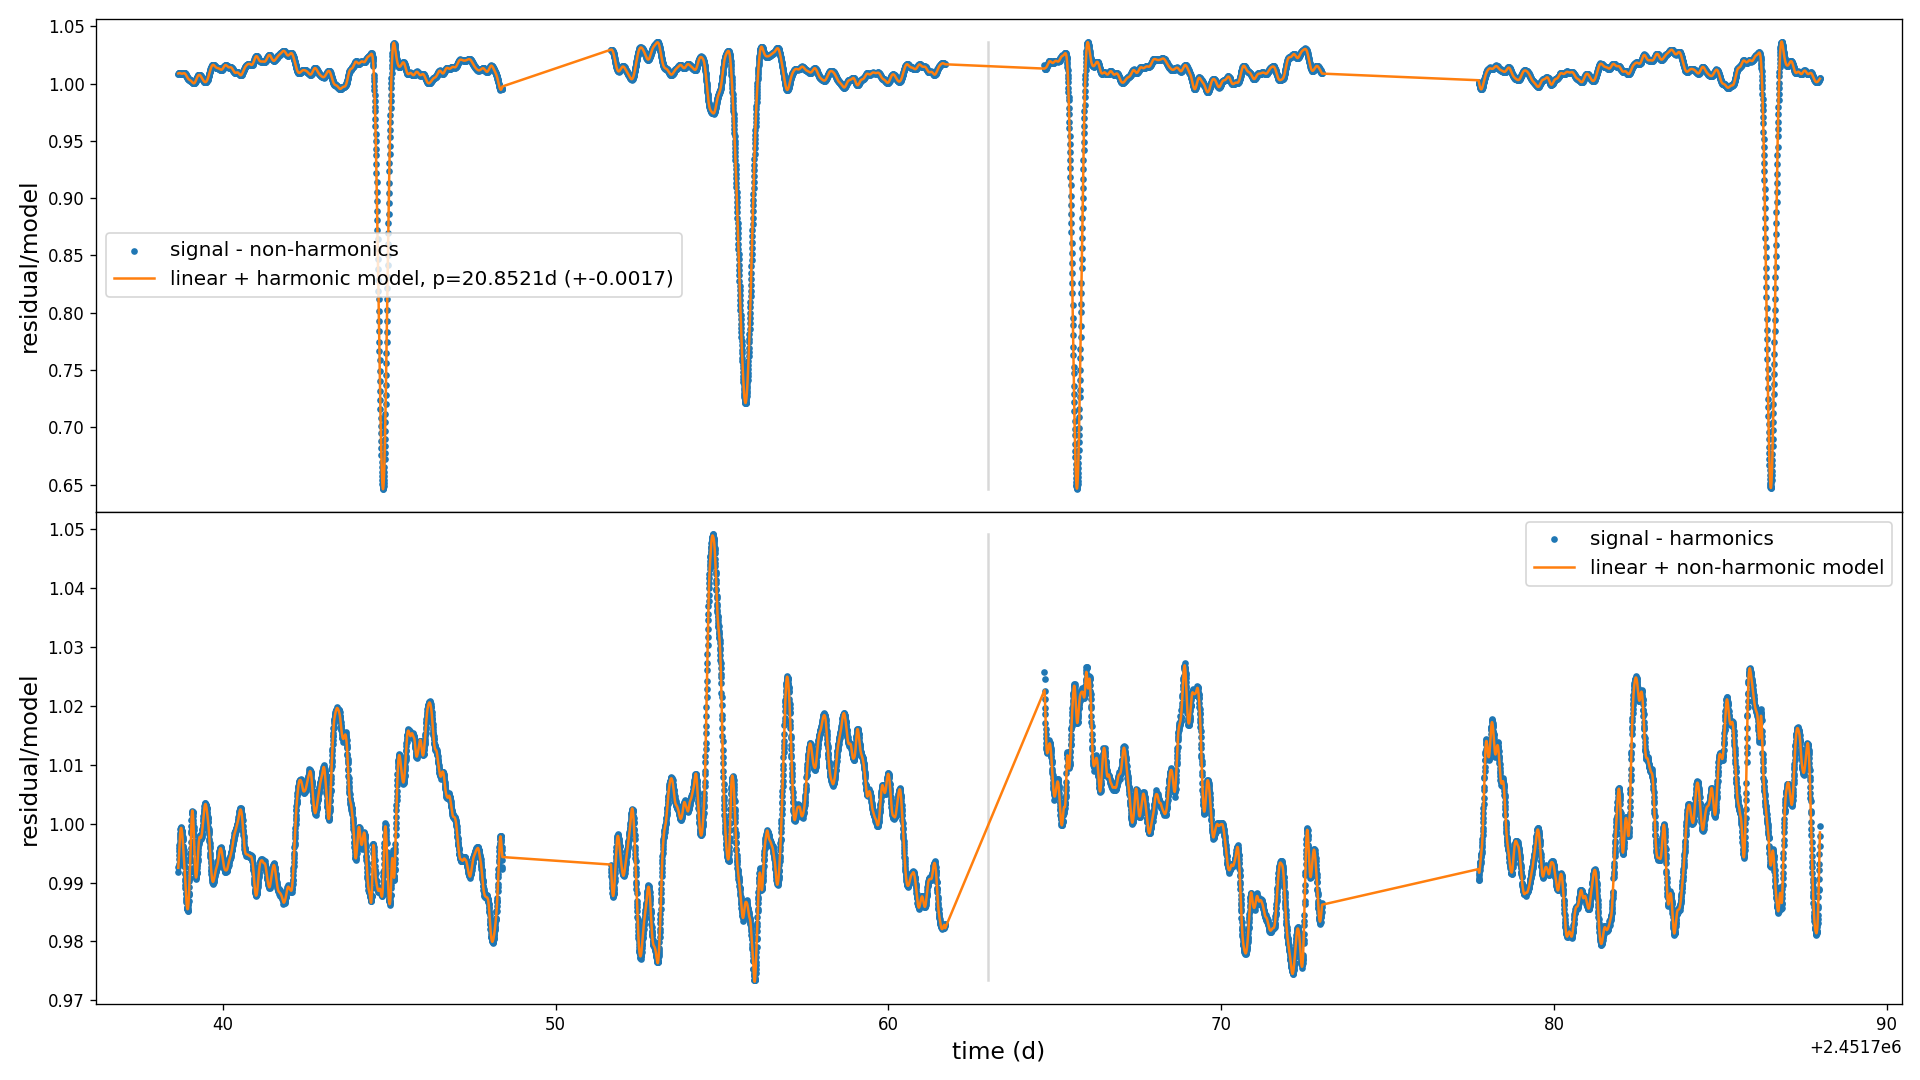 1.05
1.00
0.95
0.90
0.85
0.80
0.75
0.70
0.65
residual/model
signal - non-harmonics
linear + harmonic model, p=20.8521d (+-0.0017)
1.05
1.04
1.03
1.02
1.01
1.00
0.99
0.98
0.97
residual/model
signal - harmonics
linear + non-harmonic model
40 50 60 70 80 90
time (d)
+2.4517e6